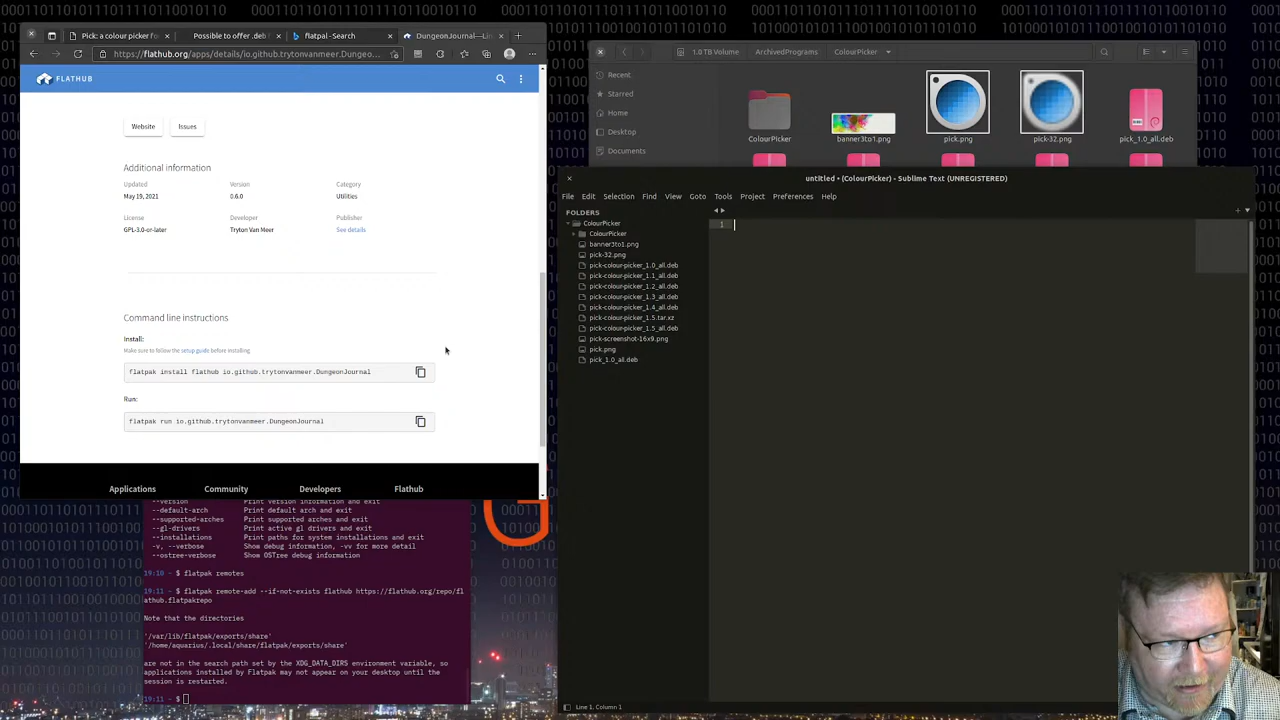 Pick: a colour picker for
Possible to offer .deb
flatpal - Search
DungeonJournal—Lin
https://flathub.org/apps/details/io.github.trytonvanmeer.Dungeo...
FLATHUB
Website
Issues
Additional information
Updated
Version
Category
May 19, 2021
0.6.0
Utilities
License
Developer
Publisher
GPL-3.0-or-later
Tryton Van Meer
See details
Command line instructions
Install:
Make sure to follow the setup guide before installing
flatpak install flathub io.github.trytonvanmeer.DungeonJournal
Run:
flatpak run io.github.trytonvanmeer.DungeonJournal
Applications
Community
Developers
Flathub
--version Print version information and exit
--default-arch Print default arch and exit
--supported-arches Print supported arches and exit
--gl-drivers Print active gl drivers and exit
--installations Print paths for system installations and exit
-v, --verbose Show debug information, -vv for more detail
--ostree-verbose Show OSTree debug information
19:10 ~ $ flatpak remotes
19:11 ~ $ flatpak remote-add --if-not-exists flathub https://flathub.org/repo/fl
athub.flatpakrepo
Note that the directories
'/var/lib/flatpak/exports/share'
'/home/aquarius/.local/share/flatpak/exports/share'
are not in the search path set by the XDG_DATA_DIRS environment variable, so
applications installed by Flatpak may not appear on your desktop until the
session is restarted.
19:11 ~ $
1.0 TB Volume
ArchivedPrograms
ColourPicker
Recent
Starred
Home
Desktop
Documents
ColourPicker
banner3to1.png
pick.png
pick-32.png
pick_1.0_all.deb
untitled • (ColourPicker) - Sublime Text (UNREGISTERED)
File Edit Selection Find View Goto Tools Project Preferences Help
FOLDERS
ColourPicker
ColourPicker
banner3to1.png
pick-32.png
pick-colour-picker_1.0_all.deb
pick-colour-picker_1.1_all.deb
pick-colour-picker_1.2_all.deb
pick-colour-picker_1.3_all.deb
pick-colour-picker_1.4_all.deb
pick-colour-picker_1.5.tar.xz
pick-colour-picker_1.5_all.deb
pick-screenshot-16x9.png
pick.png
pick_1.0_all.deb
1
Line 1, Column 1